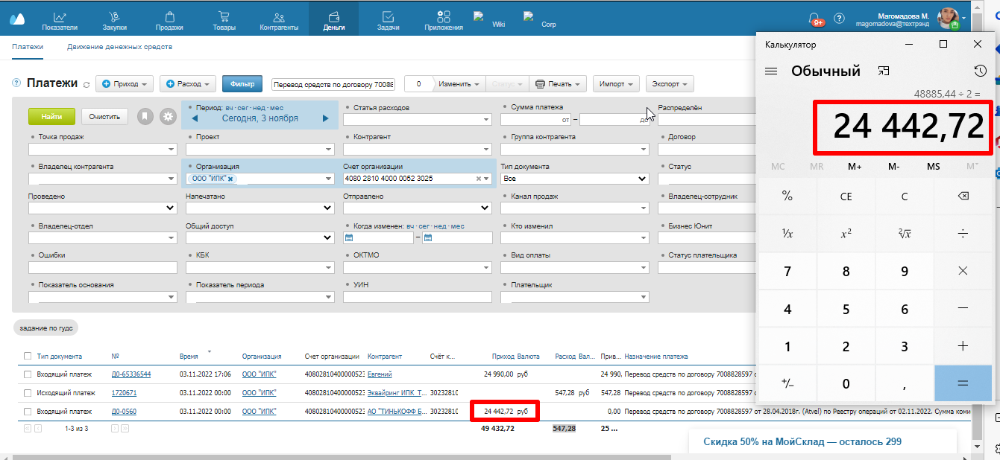 Показатели
Закупки
Продажи
Товары
Контрагенты
Деньги
Задачи
Приложения
Wiki
Corp
9+
Магомадова М.
magomadova@техтрэнд
Платежи
Движение денежных средств
Платежи
Приход
Расход
Фильтр
Перевод средств по договору 70088
0
Изменить
Статус
Печать
Импорт
Экспорт
Найти
Очистить
Период: вч · сег · нед · мес
Сегодня, 3 ноября
Статья расходов
Сумма платежа
от – до
Распределён
Точка продаж
Проект
Контрагент
Группа контрагента
Договор
Владелец контрагента
Организация
ООО "ИПК"
Счет организации
4080 2810 4000 0052 3025
Тип документа
Все
Статус
Проведено
Напечатано
Отправлено
Канал продаж
Владелец-сотрудник
Владелец-отдел
Общий доступ
Когда изменен: вч · сег · нед · мес
Кто изменил
Бизнес Юнит
Ошибки
КБК
ОКТМО
Вид оплаты
Статус плательщика
Показатель основания
Показатель периода
УИН
Плательщик
задание по гудс
Тип документа № Время Организация Счет организации Контрагент Счёт к... Приход Валюта Расход Вал... Прив... Назначение платежа
Входящий платеж Д0-65336544 03.11.2022 17:06 ООО "ИПК" 40802810400000523 Евгений 24 990,00 руб 24 990, Перевод средств по договору 7008828597
Исходящий платеж 1720671 03.11.2022 00:00 ООО "ИПК" 40802810400000523 Эквайринг ИПК_Т... 3023281( 547,28 руб 547,28 Перевод средств по договору 7008828597
Входящий платеж Д0-0560 03.11.2022 00:00 ООО "ИПК" 40802810400000523 АО "ТИНЬКОФФ Б... 3023281( 24 442,72 руб 0,00 Перевод средств по договору 7008828597 от 28.04.2018г. (Atvel) по Реестру операций от 02.11.2022. Сумма коми
1-3 из 3
49 432,72 547,28 25 ...
Скидка 50% на МойСклад — осталось 299
Калькулятор
Обычный
48885,44 ÷ 2 =
24 442,72
MC MR M+ M- MS M˅
% CE C ⌫
¹/x x² ²√x ÷
7 8 9 ×
4 5 6 −
1 2 3 +
+/− 0 , =